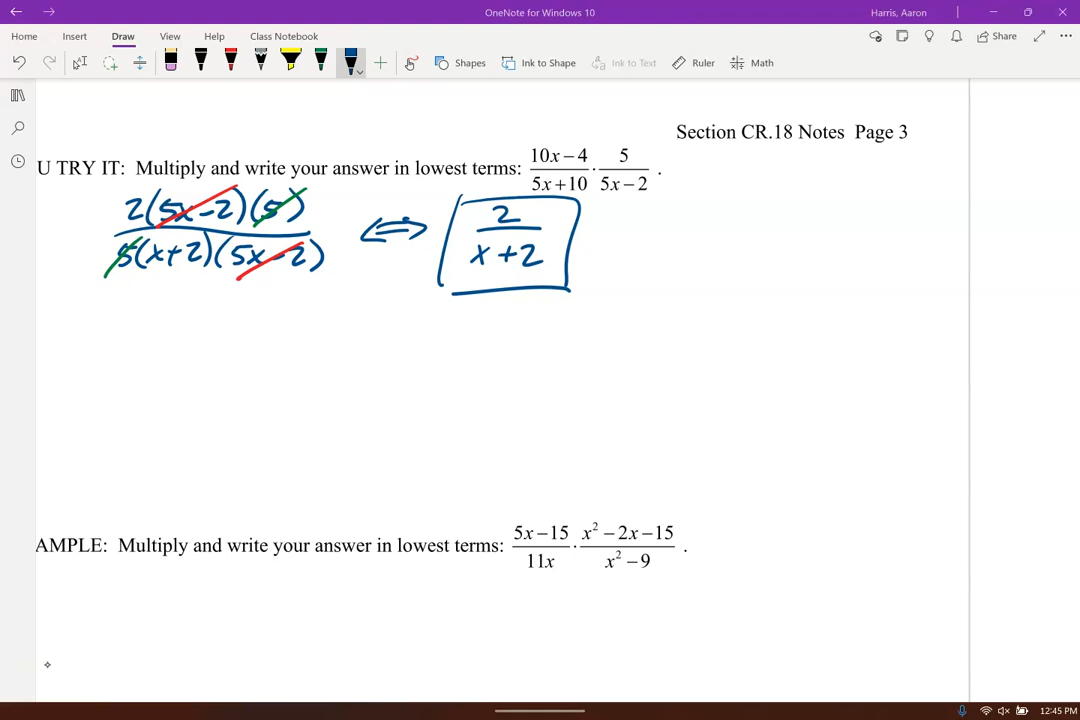 OneNote for Windows 10
Harris, Aaron
Home Insert Draw View Help Class Notebook
Share
Shapes Ink to Shape Ink to Text Ruler Math
Section CR.18 Notes Page 3
U TRY IT: Multiply and write your answer in lowest terms: (10x − 4)/(5x + 10) · 5/(5x − 2) .
2(5x-2)(5)/5(x+2)(5x-2) ⇔ 2/(x+2)
AMPLE: Multiply and write your answer in lowest terms: (5x − 15)/(11x) · (x² − 2x − 15)/(x² − 9) .
12:45 PM